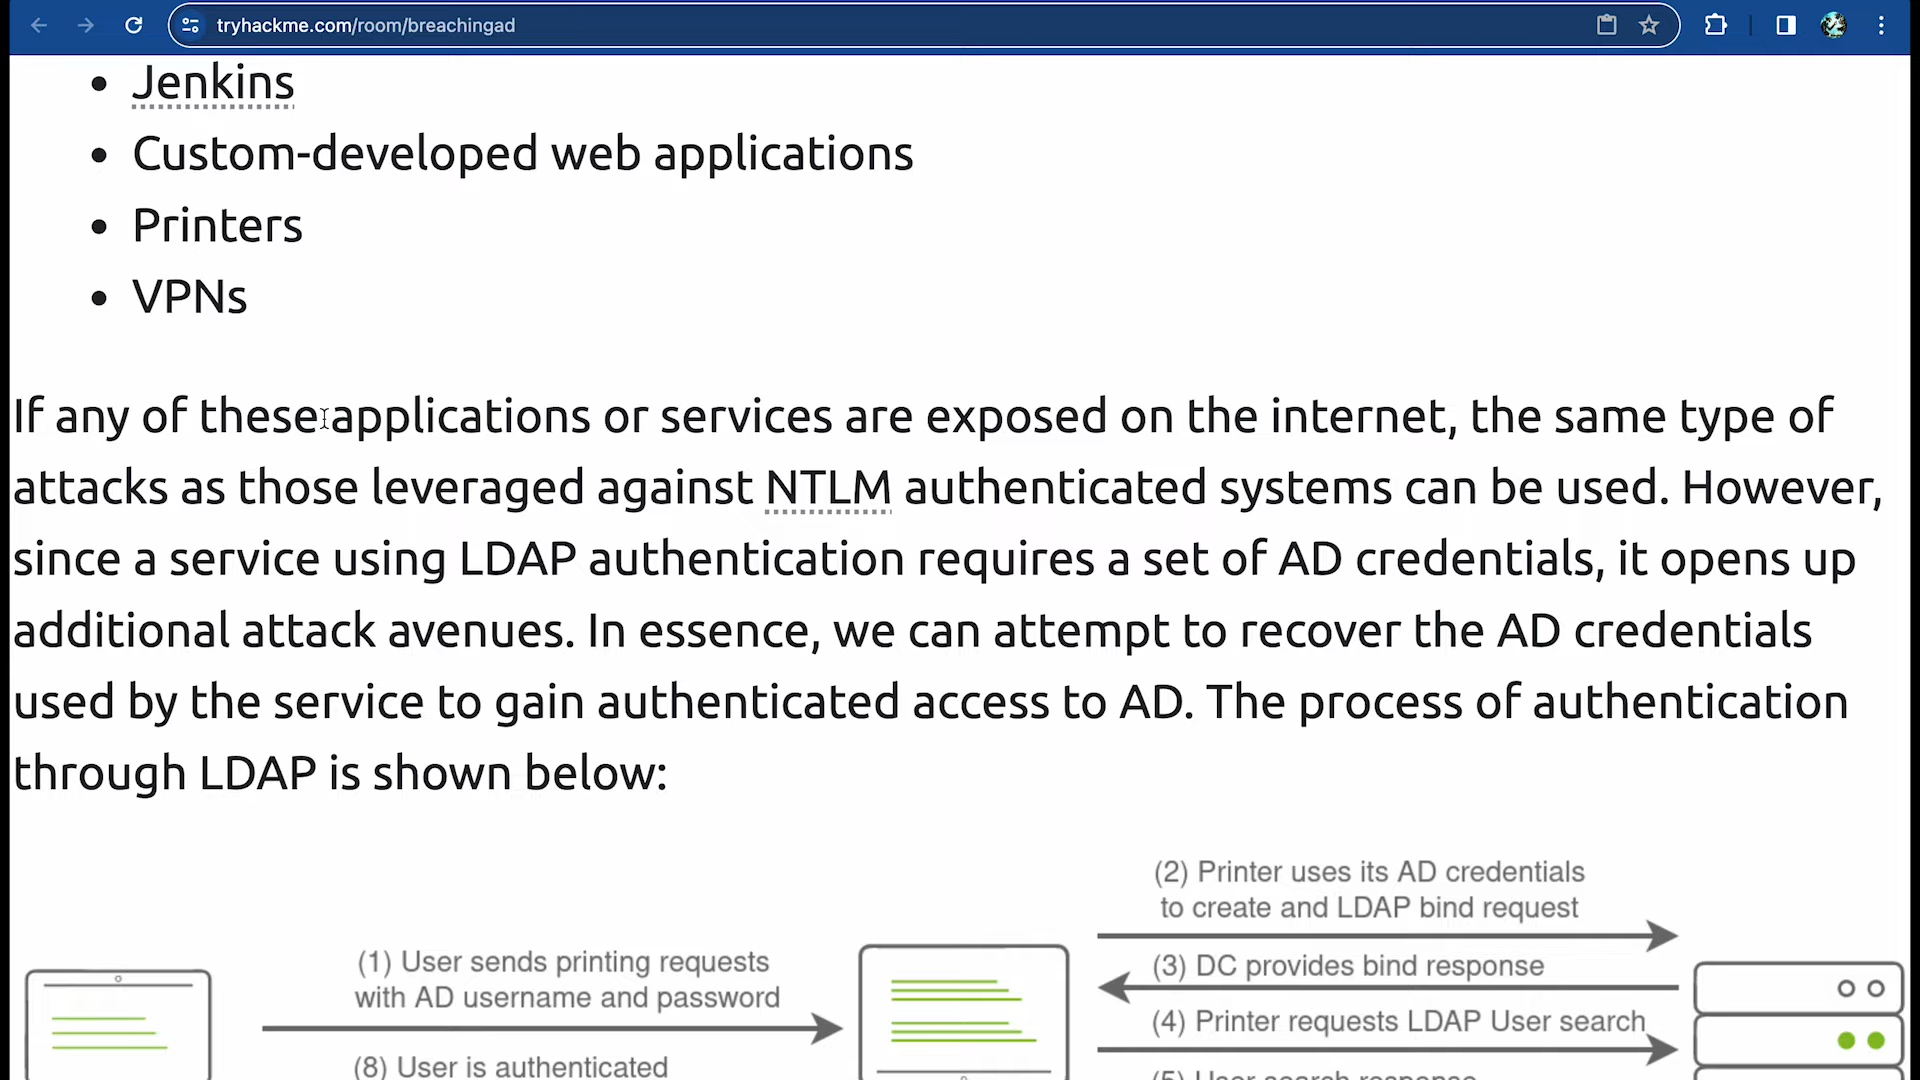 tryhackme.com/room/breachingad
Jenkins
Custom-developed web applications
Printers
VPNs
If any of these applications or services are exposed on the internet, the same type of
attacks as those leveraged against NTLM authenticated systems can be used. However,
since a service using LDAP authentication requires a set of AD credentials, it opens up
additional attack avenues. In essence, we can attempt to recover the AD credentials
used by the service to gain authenticated access to AD. The process of authentication
through LDAP is shown below:
(2) Printer uses its AD credentials
to create and LDAP bind request
(1) User sends printing requests
with AD username and password
(3) DC provides bind response
(4) Printer requests LDAP User search
(8) User is authenticated
(5) User search response